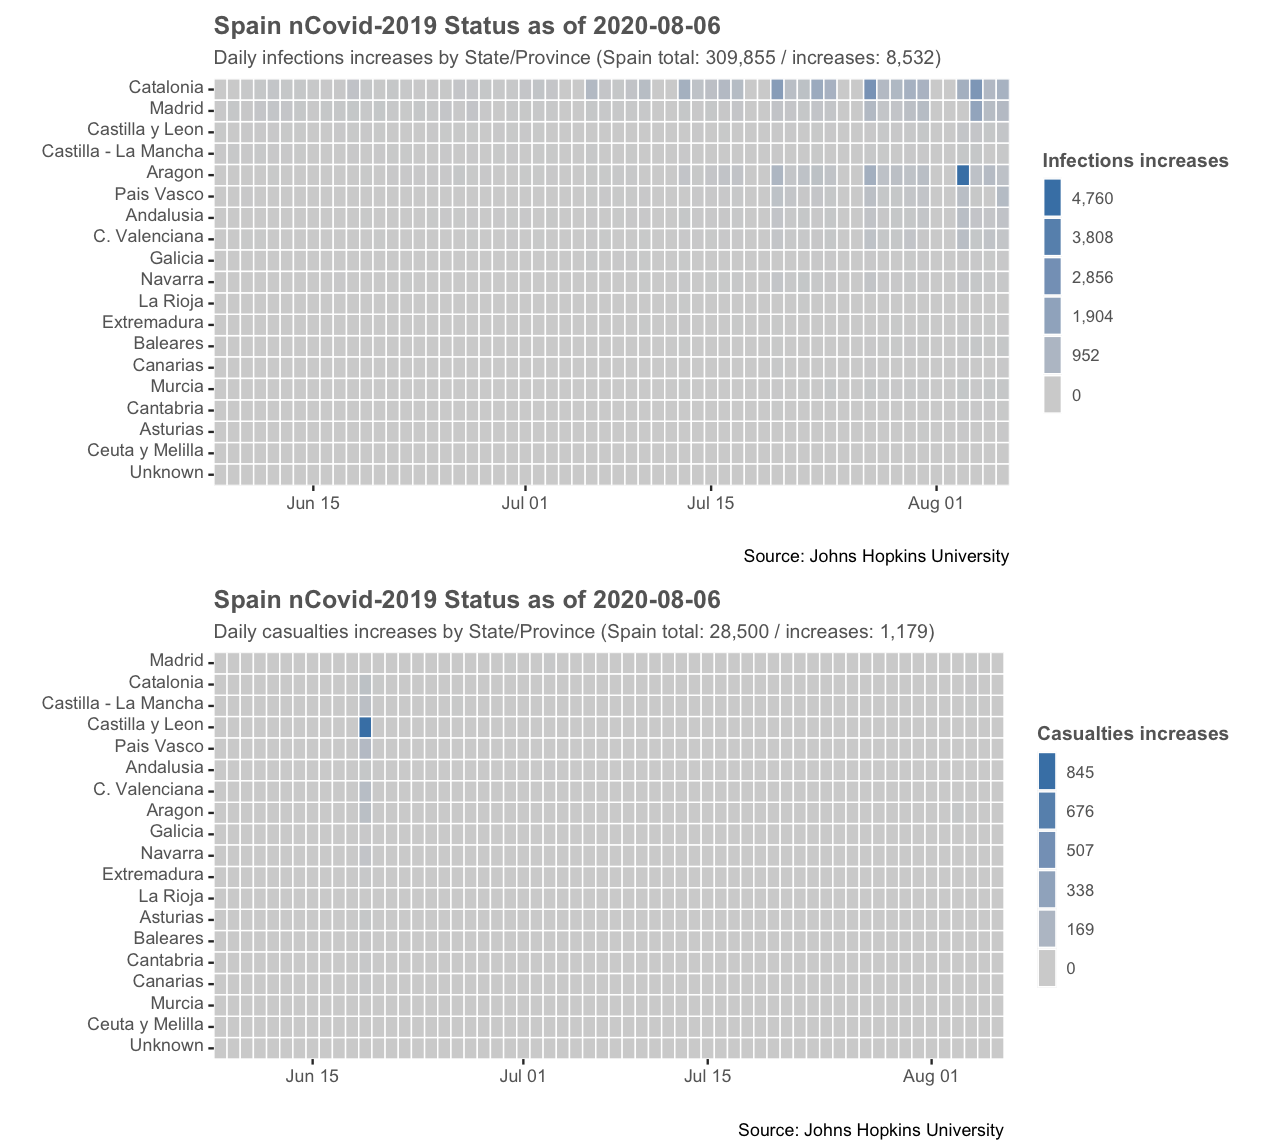 Spain nCovid-2019 Status as of 2020-08-06
Daily infections increases by State/Province (Spain total: 309,855 / increases: 8,532)
Catalonia
Madrid
Castilla y Leon
Castilla - La Mancha
Aragon
Pais Vasco
Andalusia
C. Valenciana
Galicia
Navarra
La Rioja
Extremadura
Baleares
Canarias
Murcia
Cantabria
Asturias
Ceuta y Melilla
Unknown
Jun 15
Jul 01
Jul 15
Aug 01
Infections increases
4,760
3,808
2,856
1,904
952
0
Source: Johns Hopkins University
Spain nCovid-2019 Status as of 2020-08-06
Daily casualties increases by State/Province (Spain total: 28,500 / increases: 1,179)
Madrid
Catalonia
Castilla - La Mancha
Castilla y Leon
Pais Vasco
Andalusia
C. Valenciana
Aragon
Galicia
Navarra
Extremadura
La Rioja
Asturias
Baleares
Cantabria
Canarias
Murcia
Ceuta y Melilla
Unknown
Jun 15
Jul 01
Jul 15
Aug 01
Casualties increases
845
676
507
338
169
0
Source: Johns Hopkins University